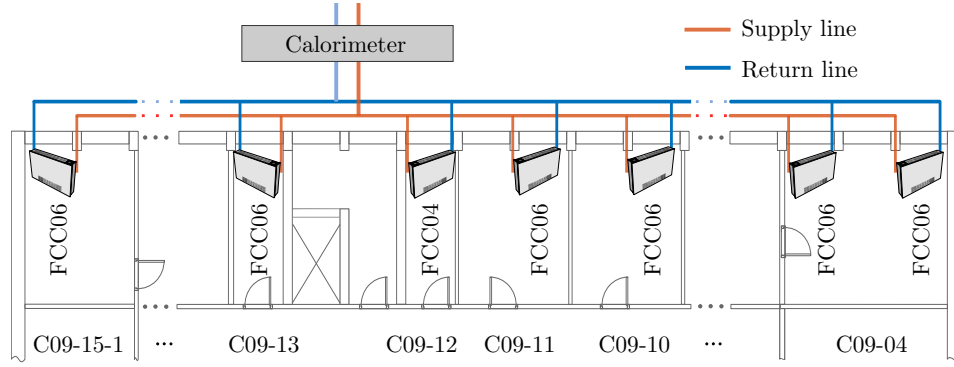 Calorimeter
Supply line
Return line
FCC06
FCC06
FCC04
FCC06
FCC06
FCC06
FCC06
C09-15-1 ... C09-13 C09-12 C09-11 C09-10 ... C09-04